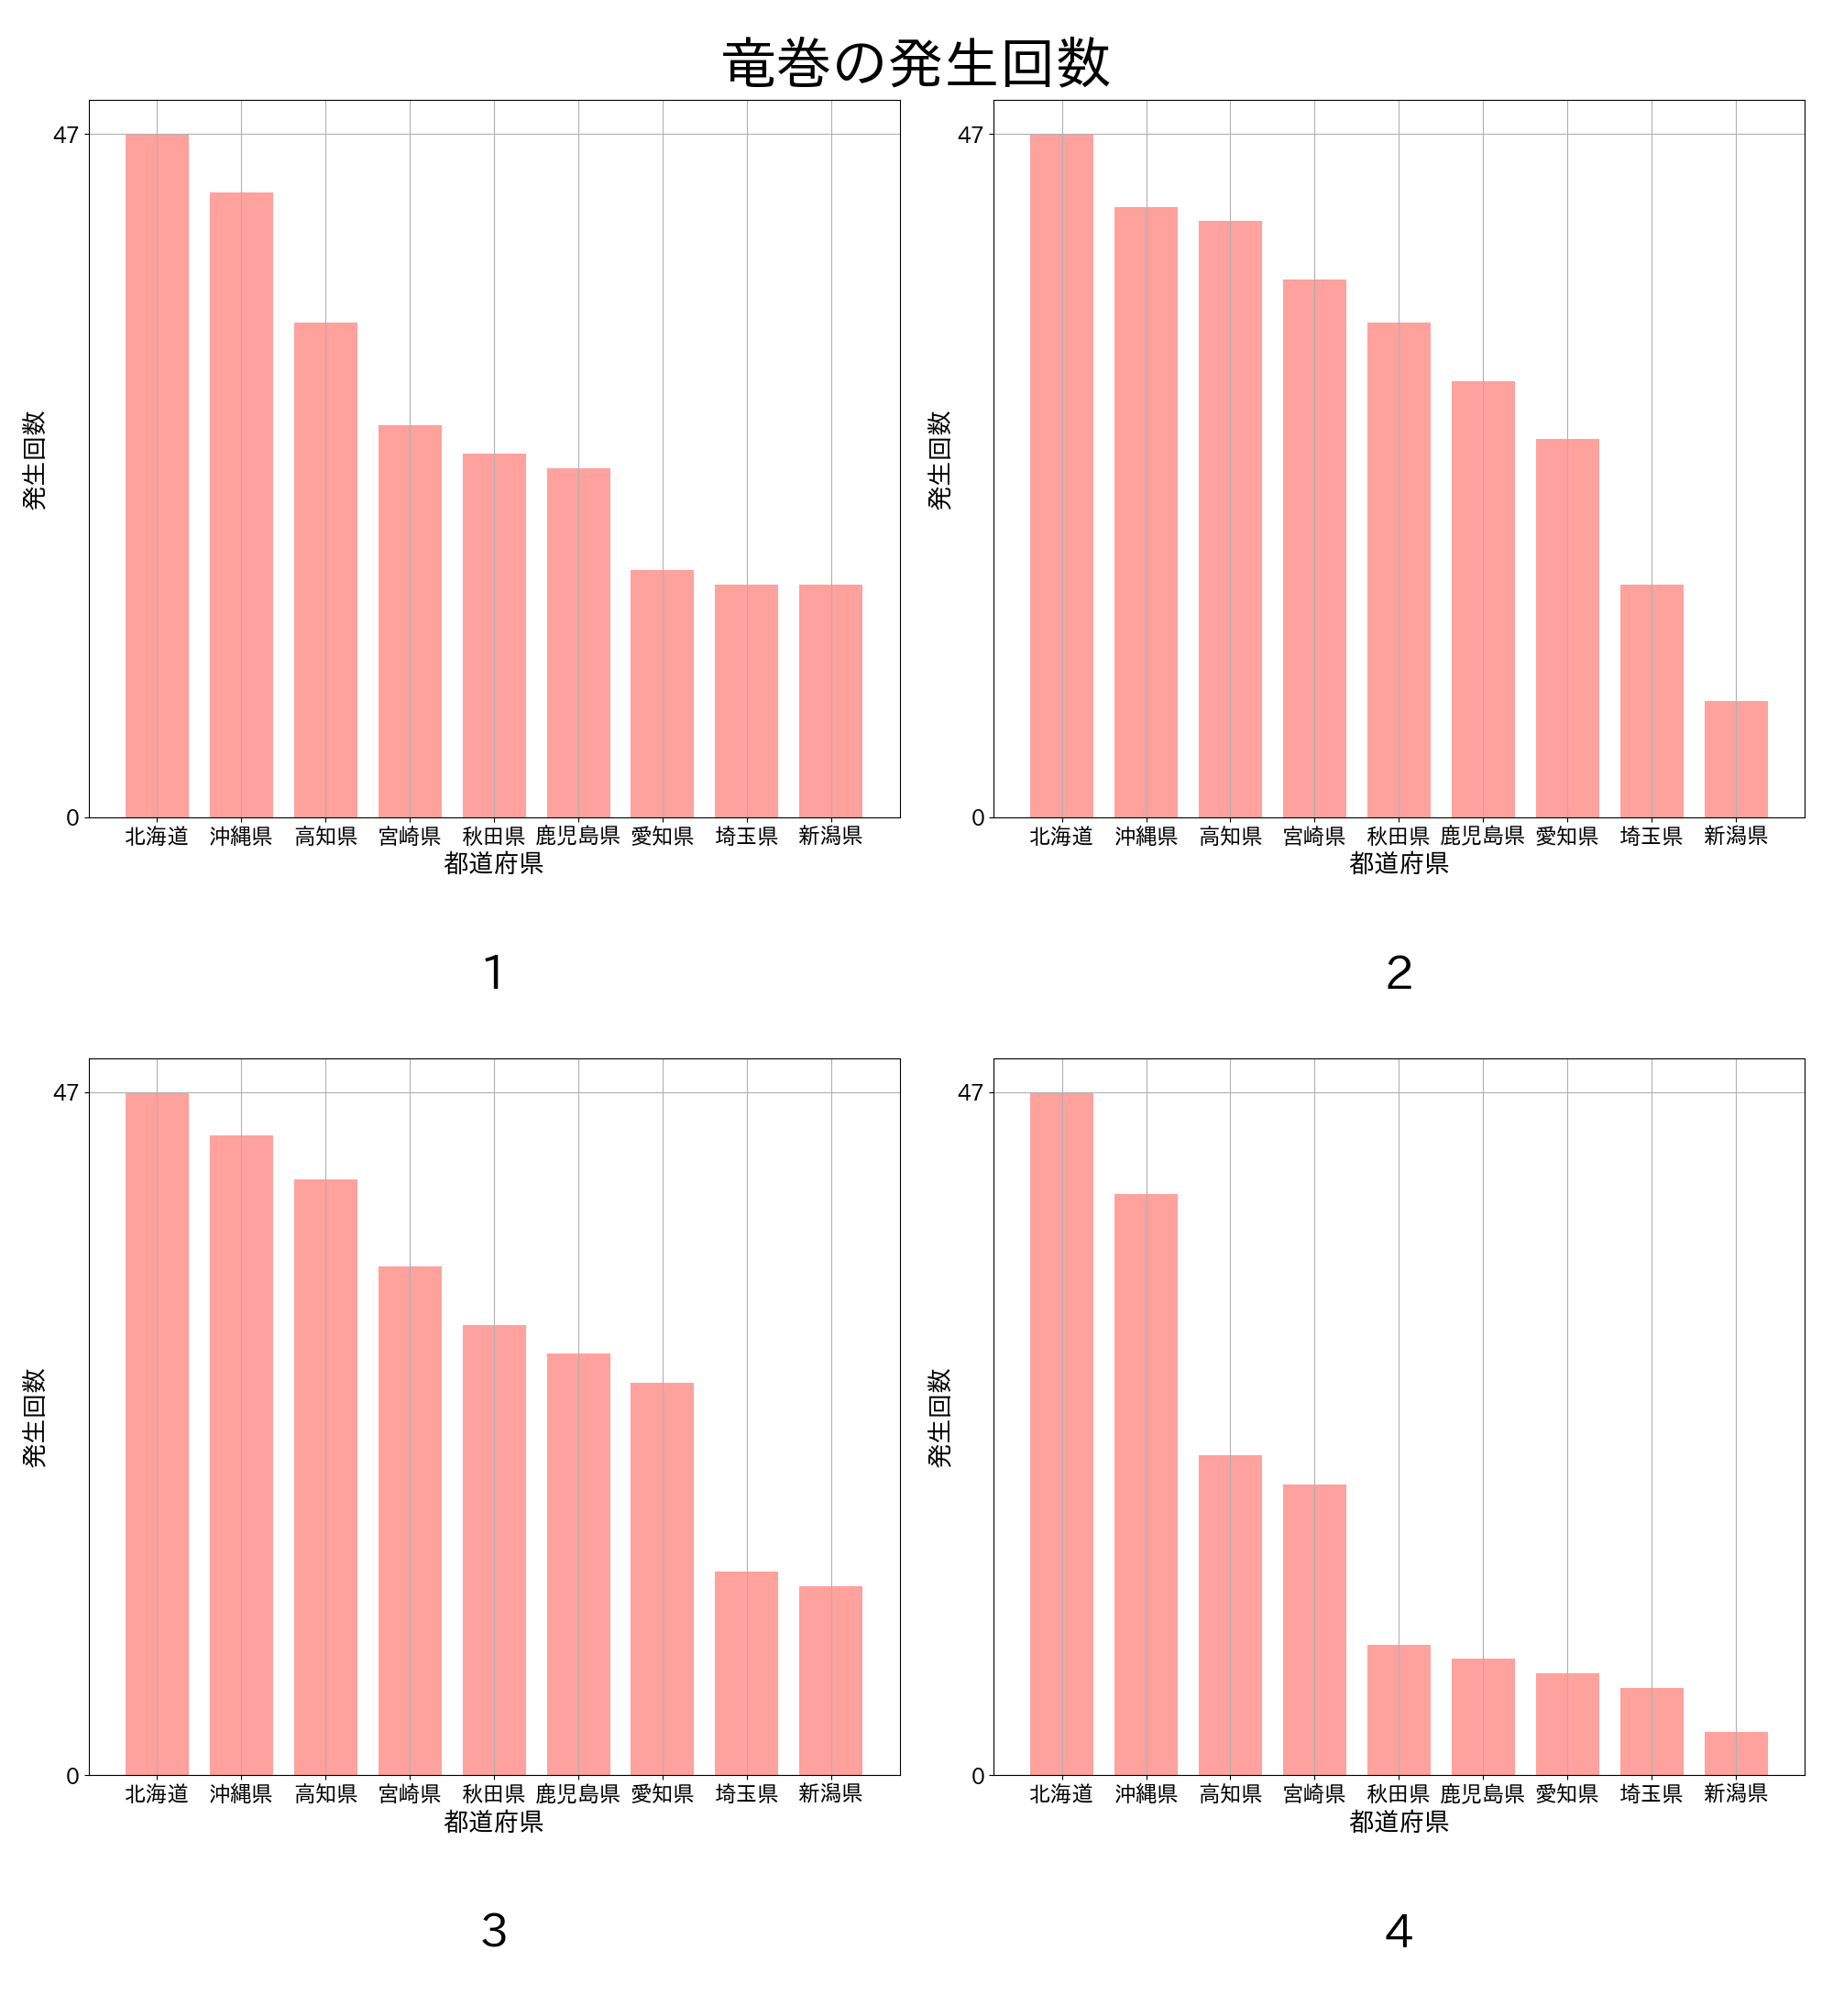 竜巻の発生回数
47
0
発生回数
北海道 沖縄県 高知県 宮崎県 秋田県 鹿児島県 愛知県 埼玉県 新潟県
都道府県
1
47
0
発生回数
北海道 沖縄県 高知県 宮崎県 秋田県 鹿児島県 愛知県 埼玉県 新潟県
都道府県
2
47
0
発生回数
北海道 沖縄県 高知県 宮崎県 秋田県 鹿児島県 愛知県 埼玉県 新潟県
都道府県
3
47
0
発生回数
北海道 沖縄県 高知県 宮崎県 秋田県 鹿児島県 愛知県 埼玉県 新潟県
都道府県
4